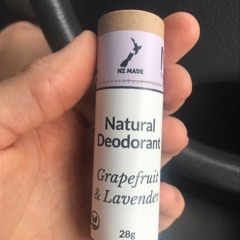 NZ MADE
Natural
Deodorant
Grapefruit
& Lavender
28g